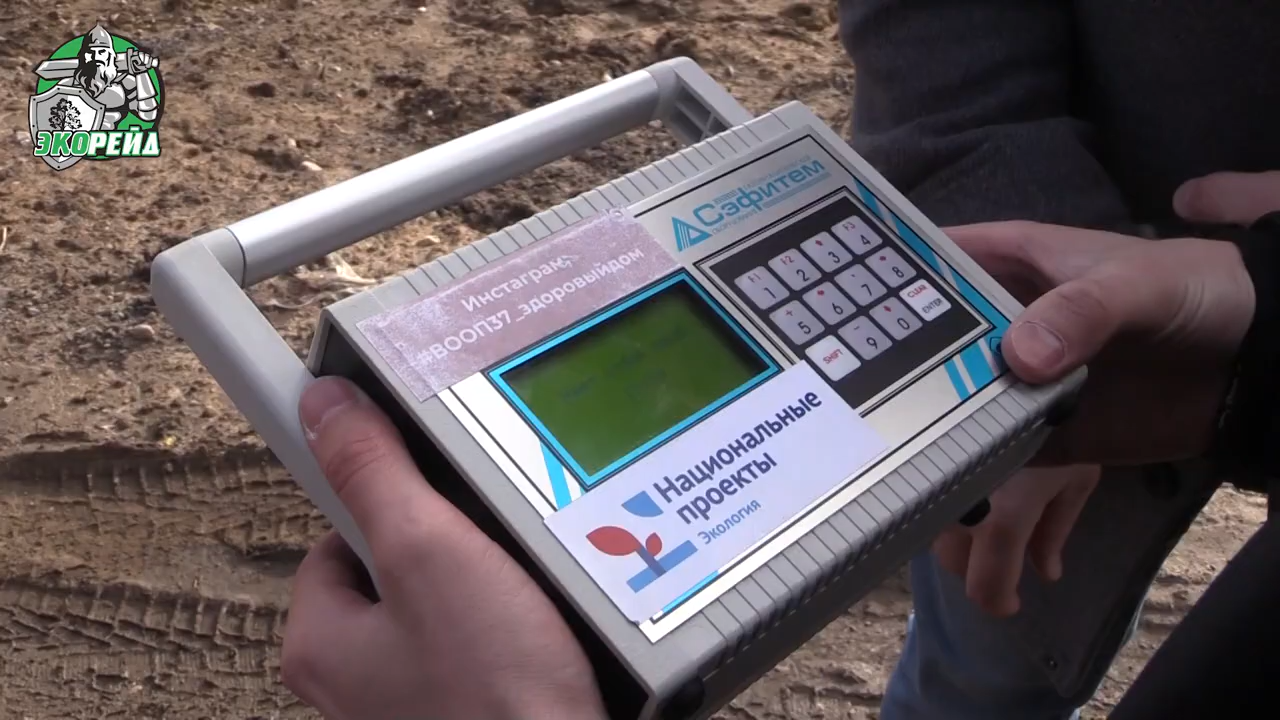 ЭКОРЕЙД
Сэфитем
Инстаграм:
#ВООП37_здоровыйдом
F1 F2 F3
1 2 3 4
5 6 7 8
SHIFT 9 0 CLEAR ENTER
Национальные
проекты
Экология